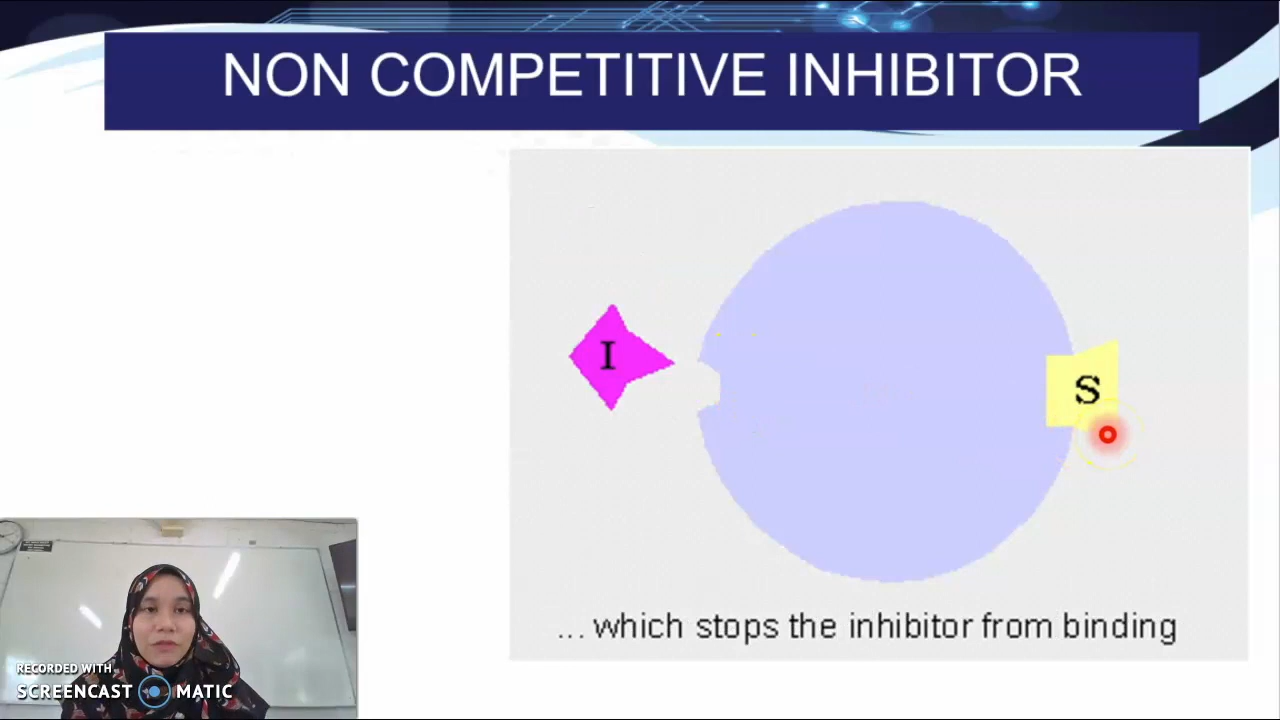 NON COMPETITIVE INHIBITOR
I
S
... which stops the inhibitor from binding
RECORDED WITH
SCREENCAST MATIC